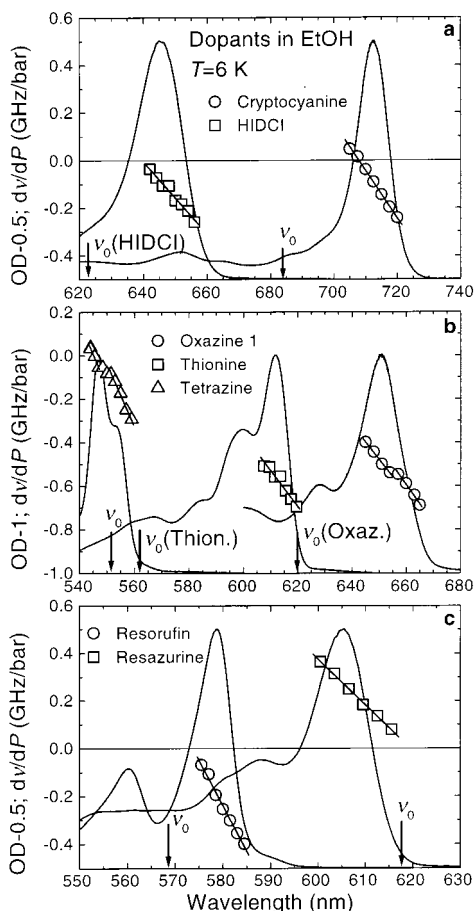 a
Dopants in EtOH
T=6 K
Cryptocyanine
HIDCI
OD-0.5; dν/dP (GHz/bar)
0.4
0.2
0.0
-0.2
-0.4
ν₀(HIDCI)
ν₀
620 640 660 680 700 720 740
b
Oxazine 1
Thionine
Tetrazine
OD-1; dν/dP (GHz/bar)
0.2
0.0
-0.2
-0.4
-0.6
-0.8
-1.0
ν₀
ν₀(Thion.)
ν₀(Oxaz.)
540 560 580 600 620 640 660 680
c
Resorufin
Resazurine
OD-0.5; dν/dP (GHz/bar)
0.6
0.4
0.2
0.0
-0.2
-0.4
ν₀
ν₀
550 560 570 580 590 600 610 620 630
Wavelength (nm)